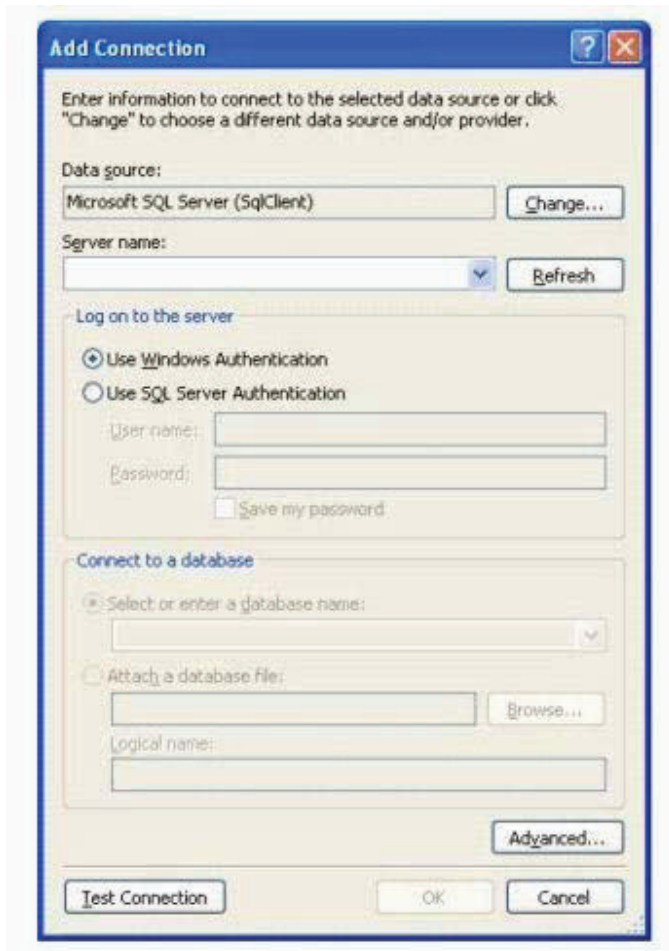 Add Connection
Enter information to connect to the selected data source or click
"Change" to choose a different data source and/or provider.
Data source:
Microsoft SQL Server (SqlClient)
Change...
Server name:
Refresh
Log on to the server
Use Windows Authentication
Use SQL Server Authentication
User name:
Password:
Save my password
Connect to a database
Select or enter a database name:
Attach a database file:
Browse...
Logical name:
Advanced...
Test Connection
OK
Cancel